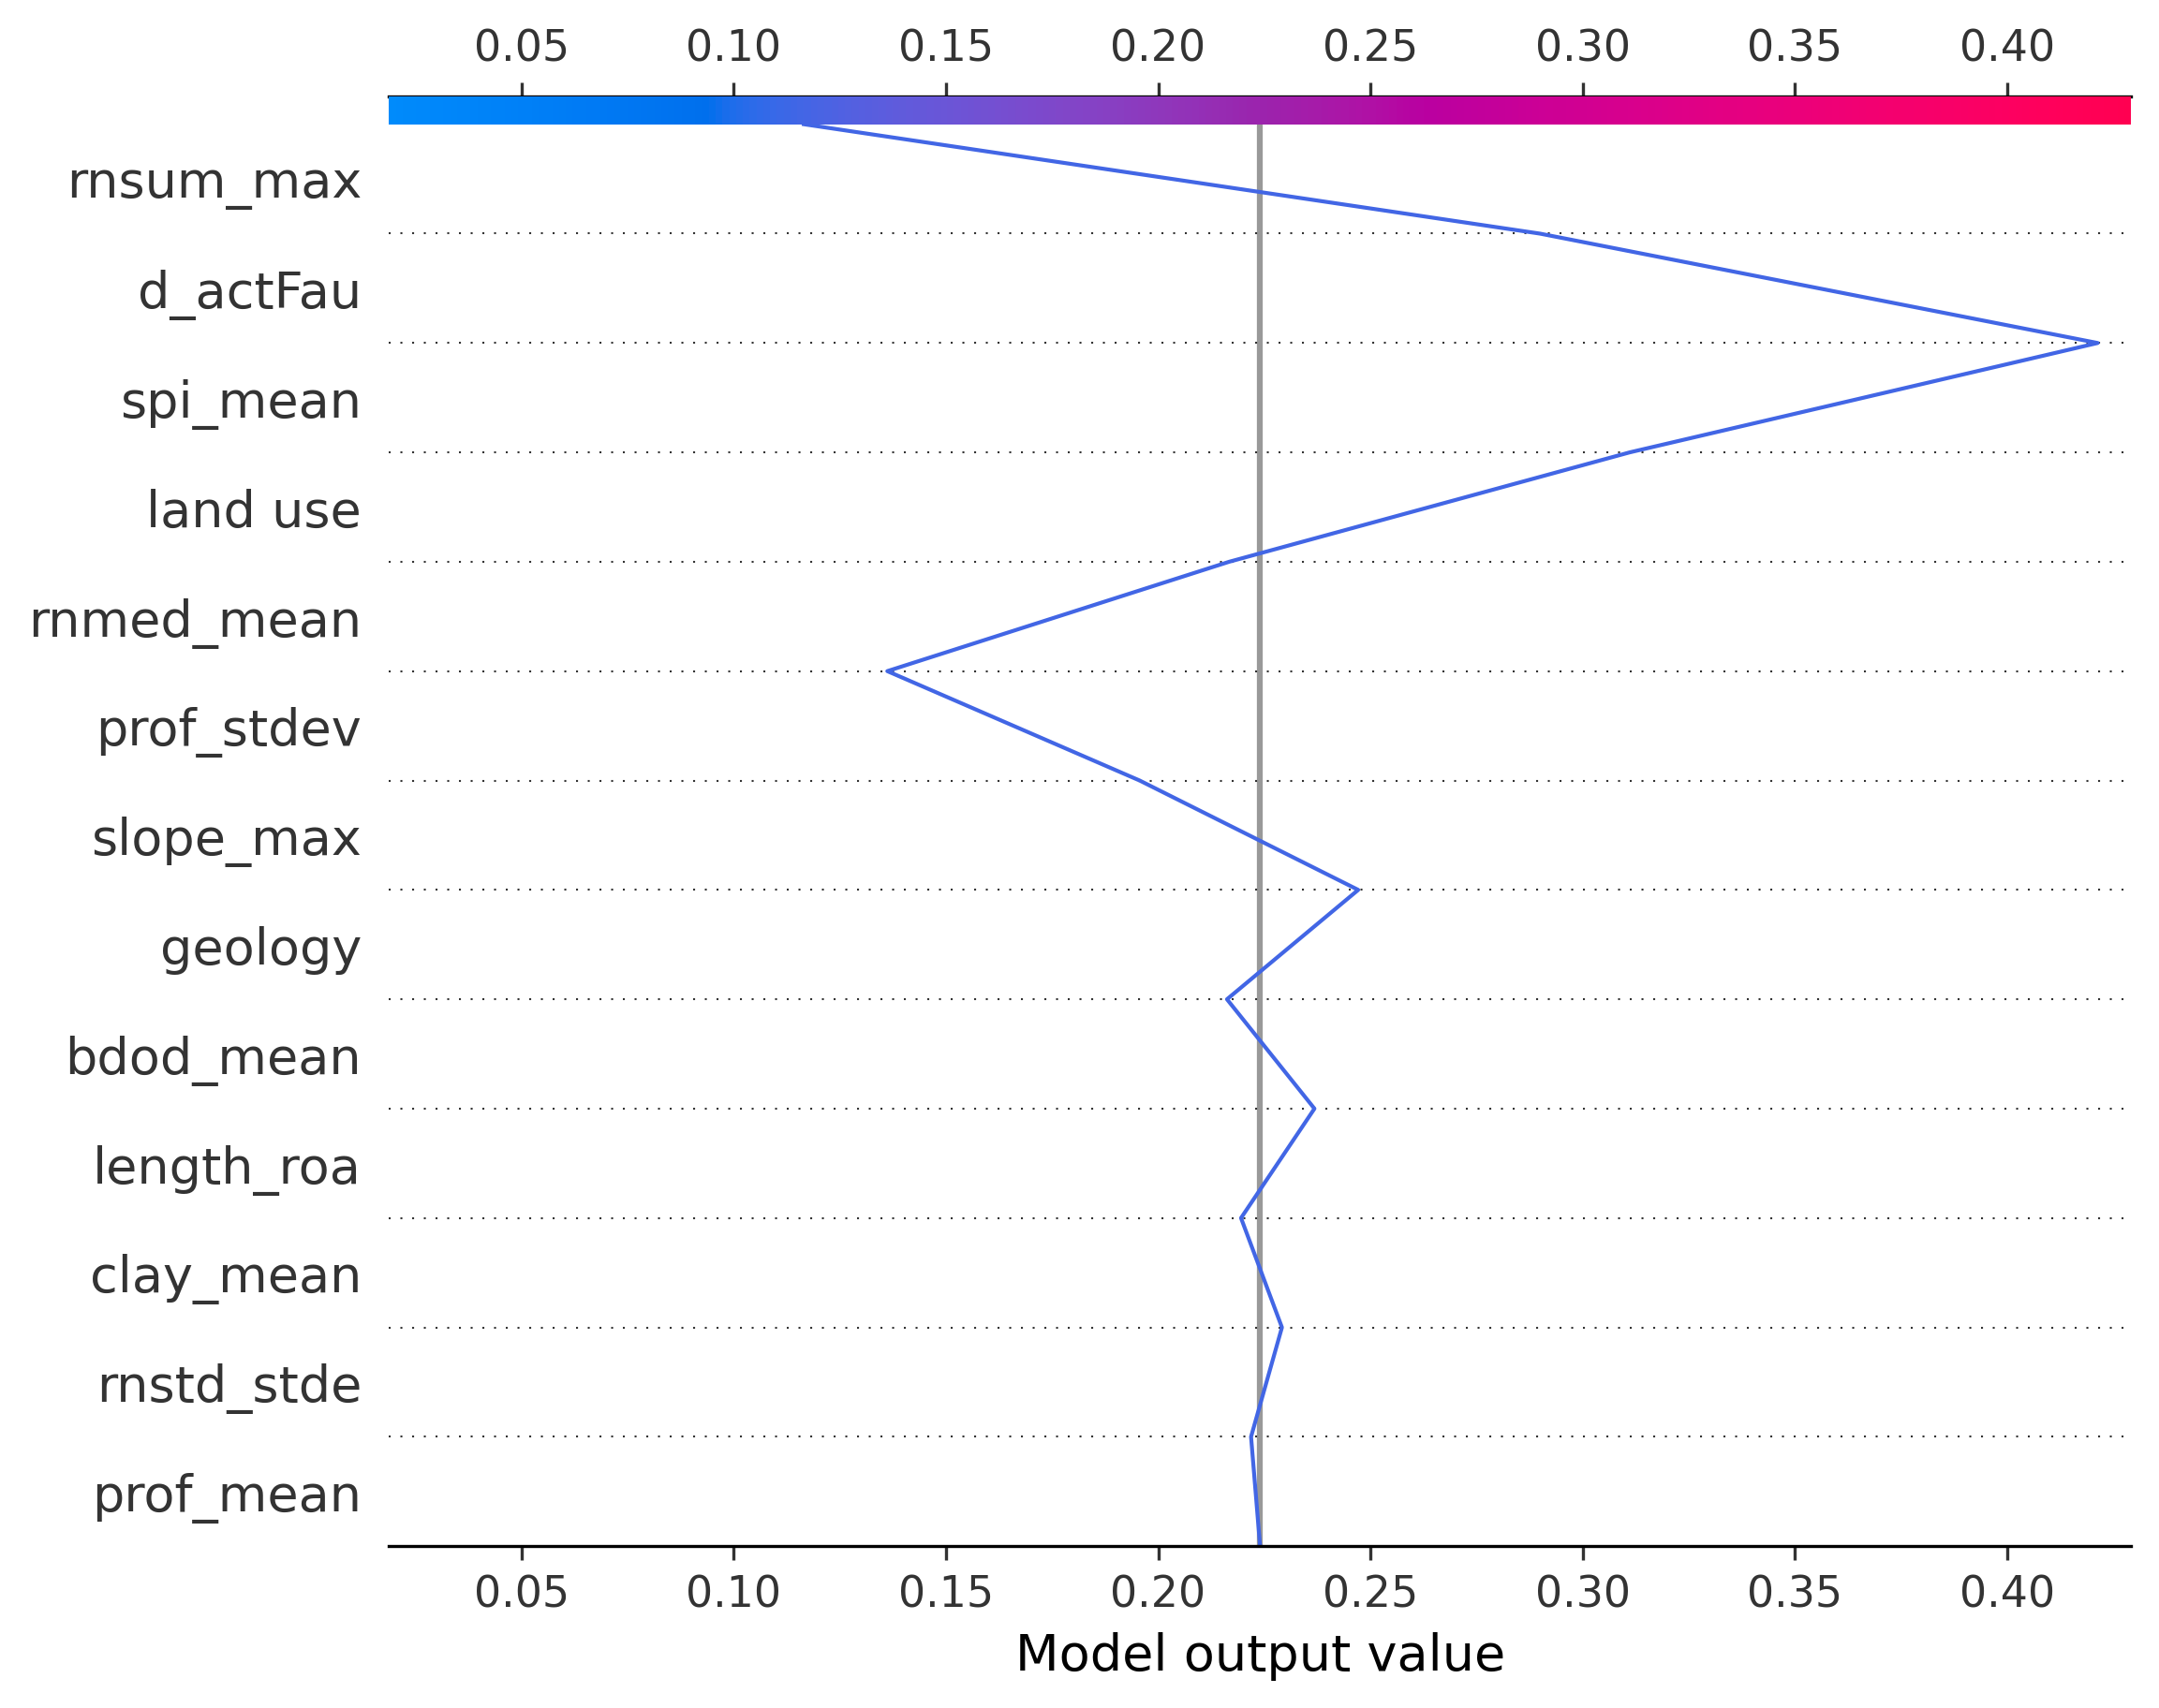 0.05 0.10 0.15 0.20 0.25 0.30 0.35 0.40
rnsum_max
d_actFau
spi_mean
land use
rnmed_mean
prof_stdev
slope_max
geology
bdod_mean
length_roa
clay_mean
rnstd_stde
prof_mean
0.05 0.10 0.15 0.20 0.25 0.30 0.35 0.40
Model output value